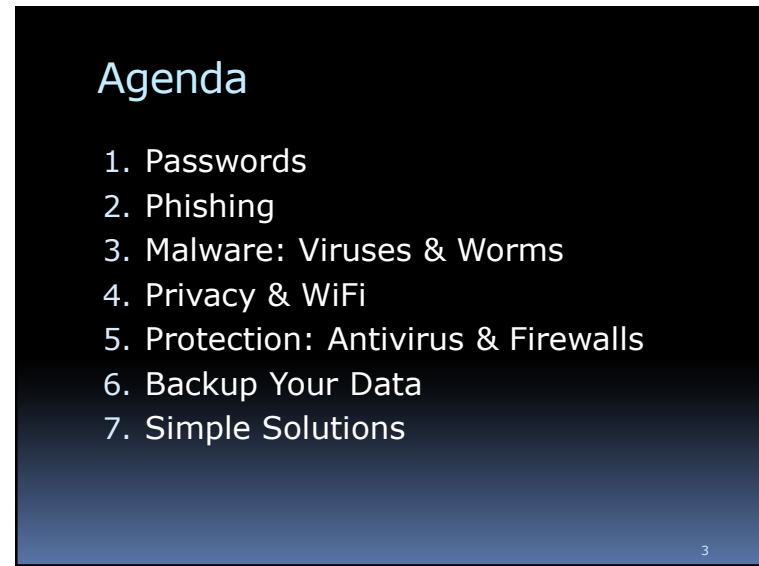 Agenda
1. Passwords
2. Phishing
3. Malware: Viruses & Worms
4. Privacy & WiFi
5. Protection: Antivirus & Firewalls
6. Backup Your Data
7. Simple Solutions
3